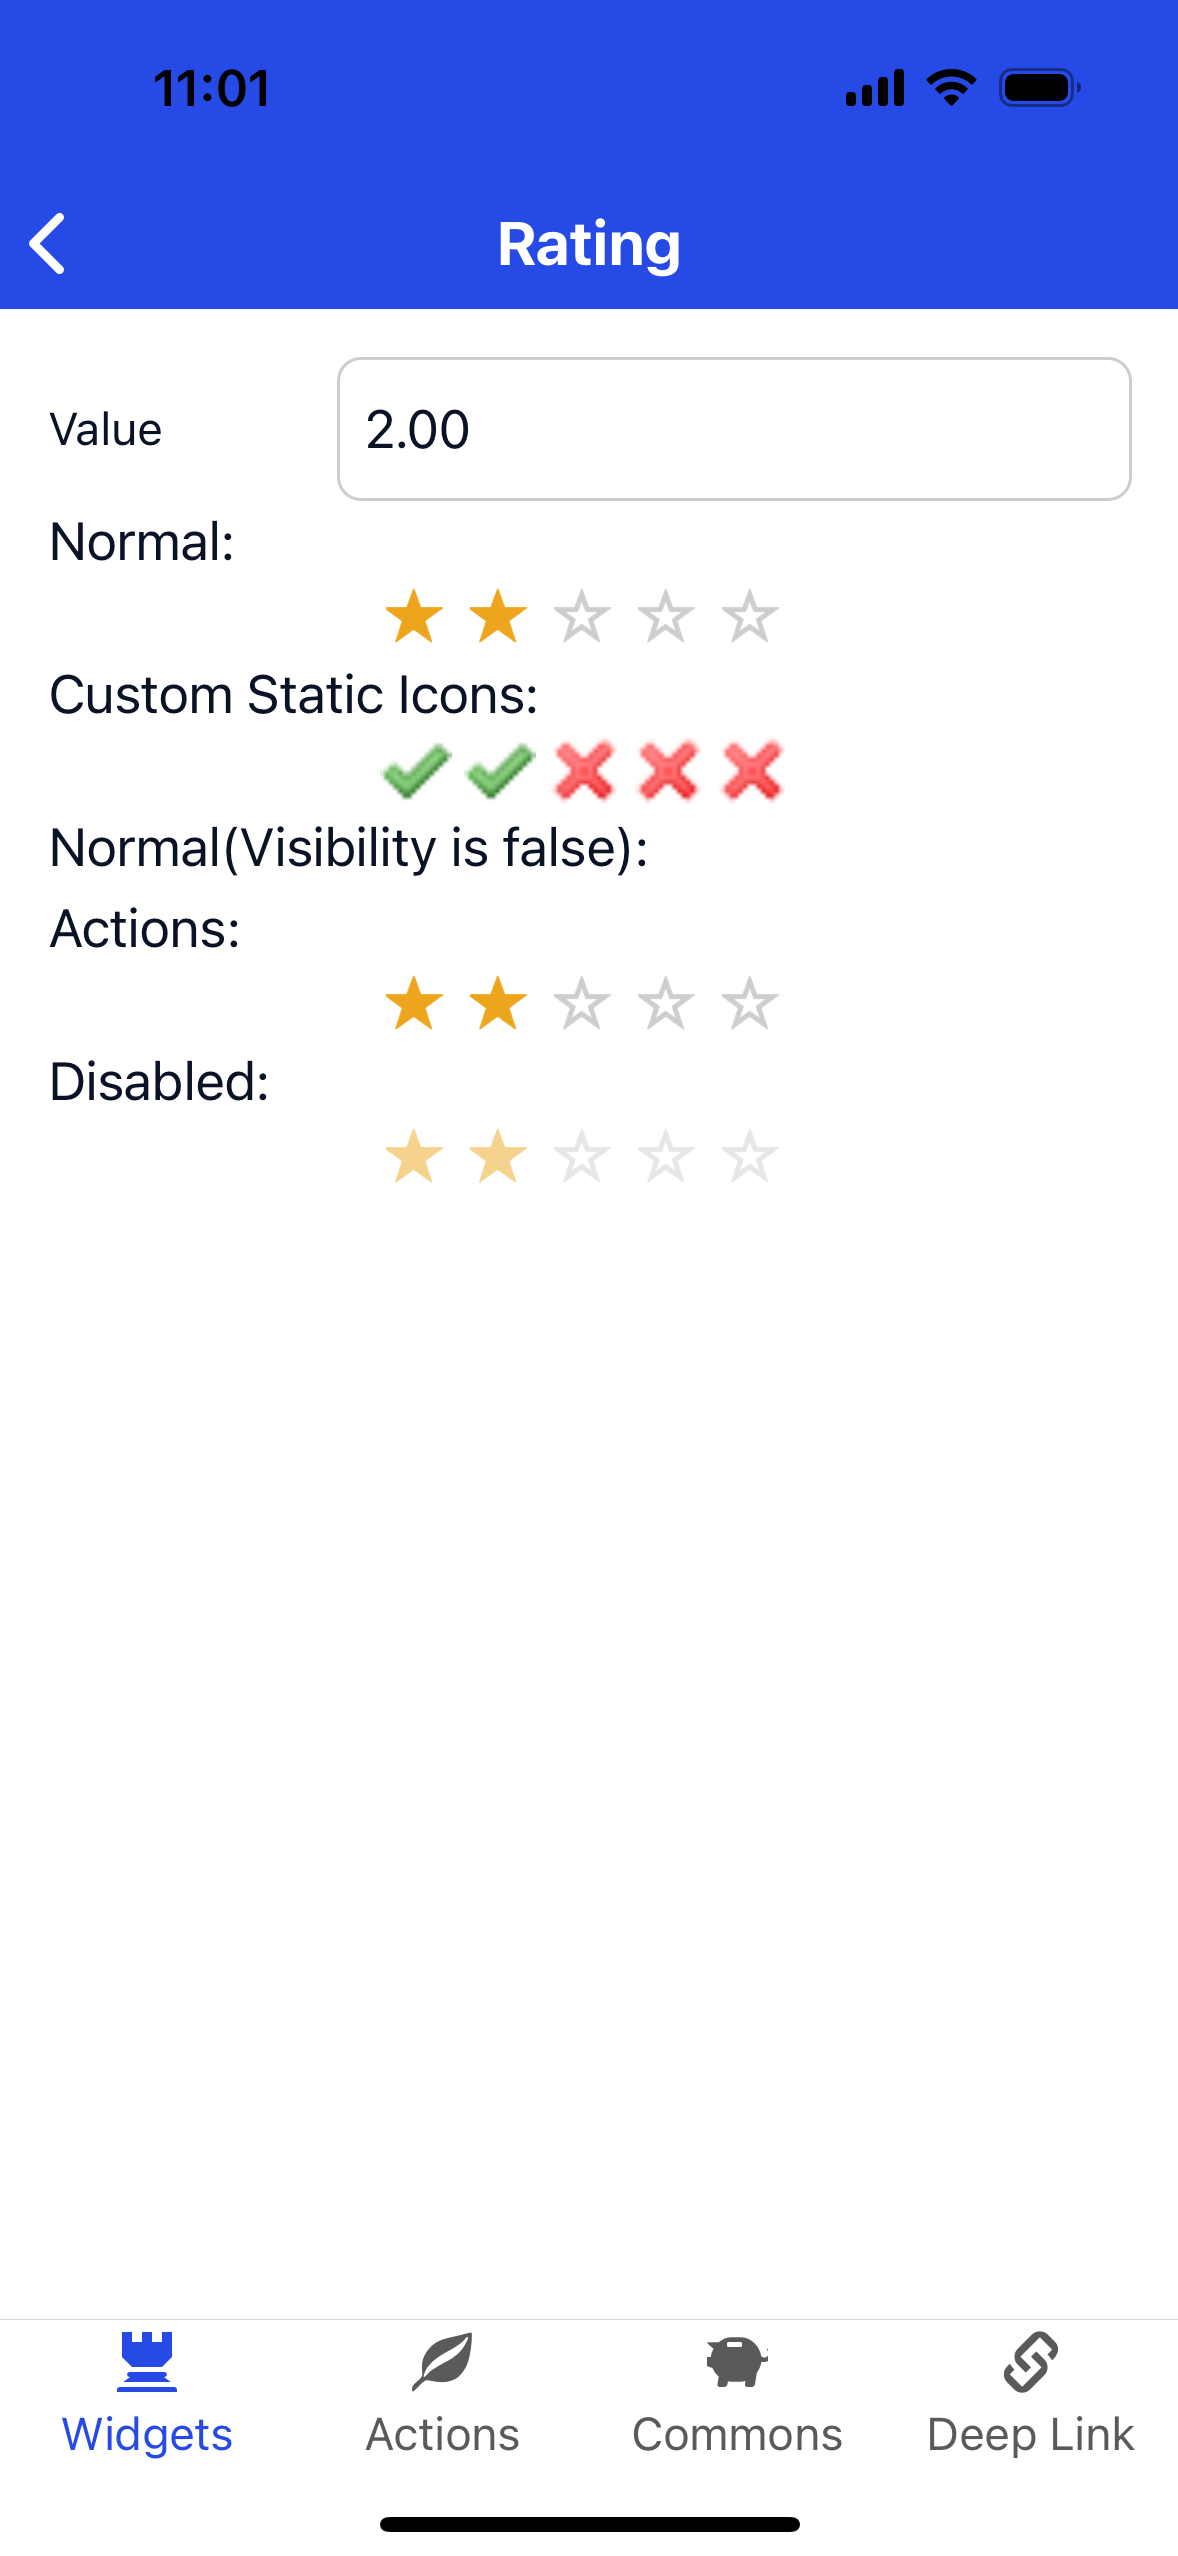 11:01
Rating
Value
2.00
Normal:
Custom Static Icons:
Normal(Visibility is false):
Actions:
Disabled:
Widgets
Actions
Commons
Deep Link